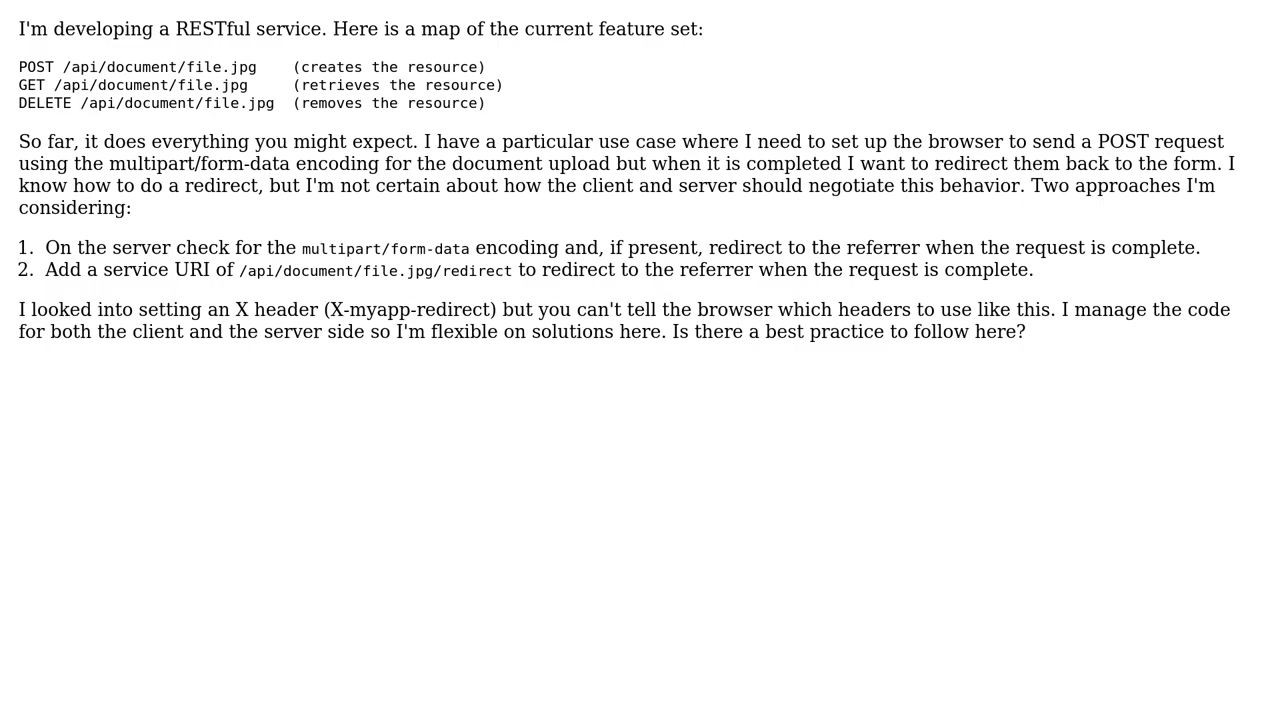 I'm developing a RESTful service. Here is a map of the current feature set:
POST /api/document/file.jpg    (creates the resource)
GET /api/document/file.jpg     (retrieves the resource)
DELETE /api/document/file.jpg  (removes the resource)
So far, it does everything you might expect. I have a particular use case where I need to set up the browser to send a POST request
using the multipart/form-data encoding for the document upload but when it is completed I want to redirect them back to the form. I
know how to do a redirect, but I'm not certain about how the client and server should negotiate this behavior. Two approaches I'm
considering:
1. On the server check for the multipart/form-data encoding and, if present, redirect to the referrer when the request is complete.
2. Add a service URI of /api/document/file.jpg/redirect to redirect to the referrer when the request is complete.
I looked into setting an X header (X-myapp-redirect) but you can't tell the browser which headers to use like this. I manage the code
for both the client and the server side so I'm flexible on solutions here. Is there a best practice to follow here?